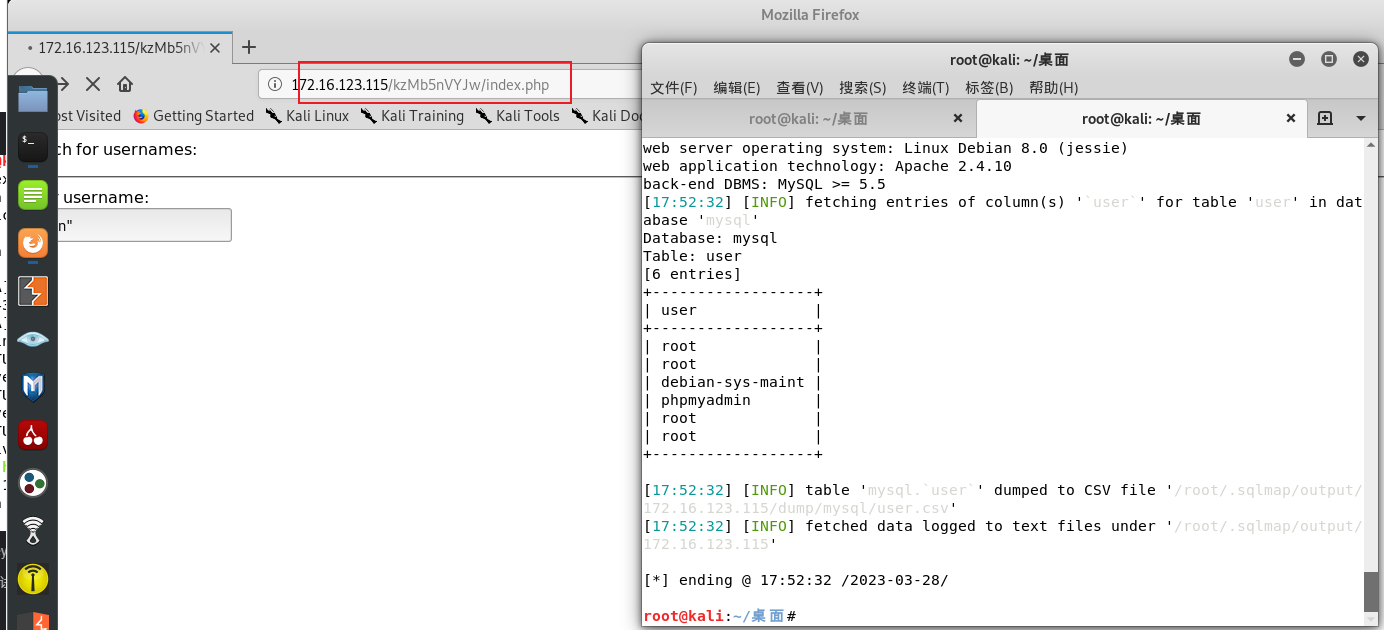 Mozilla Firefox
172.16.123.115/kzMb5nVY
172.16.123.115/kzMb5nVYJw/index.php
ost Visited Getting Started Kali Linux Kali Training Kali Tools Kali Doc
ch for usernames:
username:
n"
root@kali: ~/桌面
文件(F) 编辑(E) 查看(V) 搜索(S) 终端(T) 标签(B) 帮助(H)
root@kali: ~/桌面 root@kali: ~/桌面
web server operating system: Linux Debian 8.0 (jessie)
web application technology: Apache 2.4.10
back-end DBMS: MySQL >= 5.5
[17:52:32] [INFO] fetching entries of column(s) '`user`' for table 'user' in dat
abase 'mysql'
Database: mysql
Table: user
[6 entries]
+------------------+
| user             |
+------------------+
| root             |
| root             |
| debian-sys-maint |
| phpmyadmin       |
| root             |
| root             |
+------------------+
[17:52:32] [INFO] table 'mysql.`user`' dumped to CSV file '/root/.sqlmap/output/
172.16.123.115/dump/mysql/user.csv'
[17:52:32] [INFO] fetched data logged to text files under '/root/.sqlmap/output/
172.16.123.115'
[*] ending @ 17:52:32 /2023-03-28/
root@kali:~/桌面#